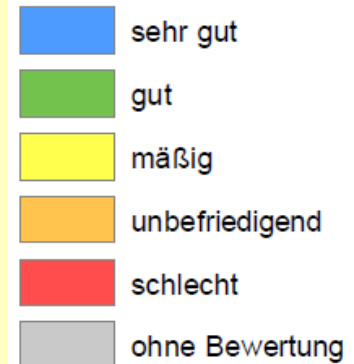 sehr gut
gut
mäßig
unbefriedigend
schlecht
ohne Bewertung